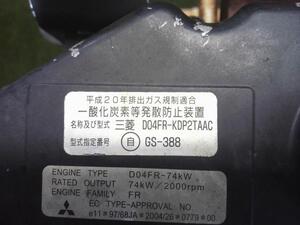 平成20年排出ガス規制適合
一酸化炭素等発散防止装置
名称及び型式 三菱 D04FR-KDP2TAAC
型式指定番号 自 GS-388
ENGINE TYPE D04FR-74kW
RATED OUTPUT 74kW/2000rpm
ENGINE FAMILY FR
EC TYPE-APPROVAL NO.
e11*97/68JA*2004/26*0779*00